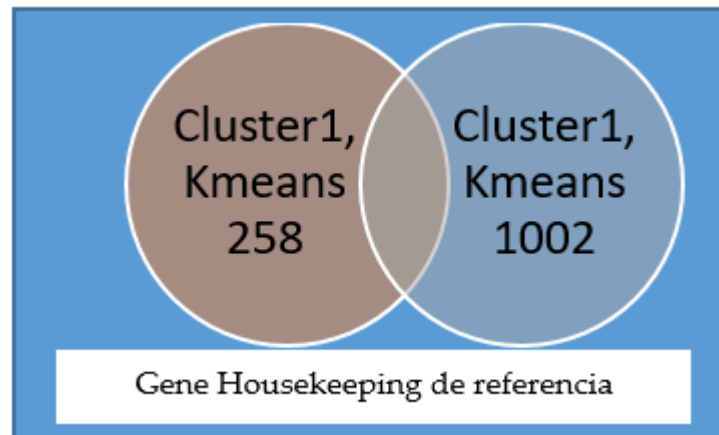 Cluster1,
Kmeans
258
Cluster1,
Kmeans
1002
Gene Housekeeping de referencia